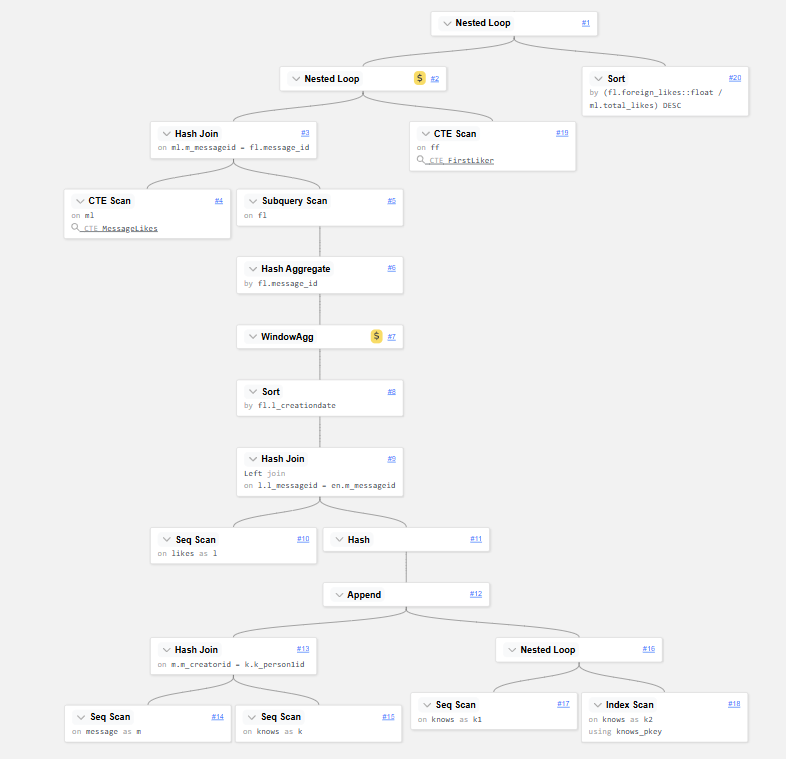 Nested Loop #1
Nested Loop $ #2
Sort #20
by (fl.foreign_likes::float /
ml.total_likes) DESC
Hash Join #3
on ml.m_messageid = fl.message_id
CTE Scan #19
on ff
CTE FirstLiker
CTE Scan #4
on ml
CTE MessageLikes
Subquery Scan #5
on fl
Hash Aggregate #6
by fl.message_id
WindowAgg $ #7
Sort #8
by fl.l_creationdate
Hash Join #9
Left join
on l.l_messageid = en.m_messageid
Seq Scan #10
on likes as l
Hash #11
Append #12
Hash Join #13
on m.m_creatorid = k.k_person1id
Nested Loop #16
Seq Scan #14
on message as m
Seq Scan #15
on knows as k
Seq Scan #17
on knows as k1
Index Scan #18
on knows as k2
using knows_pkey